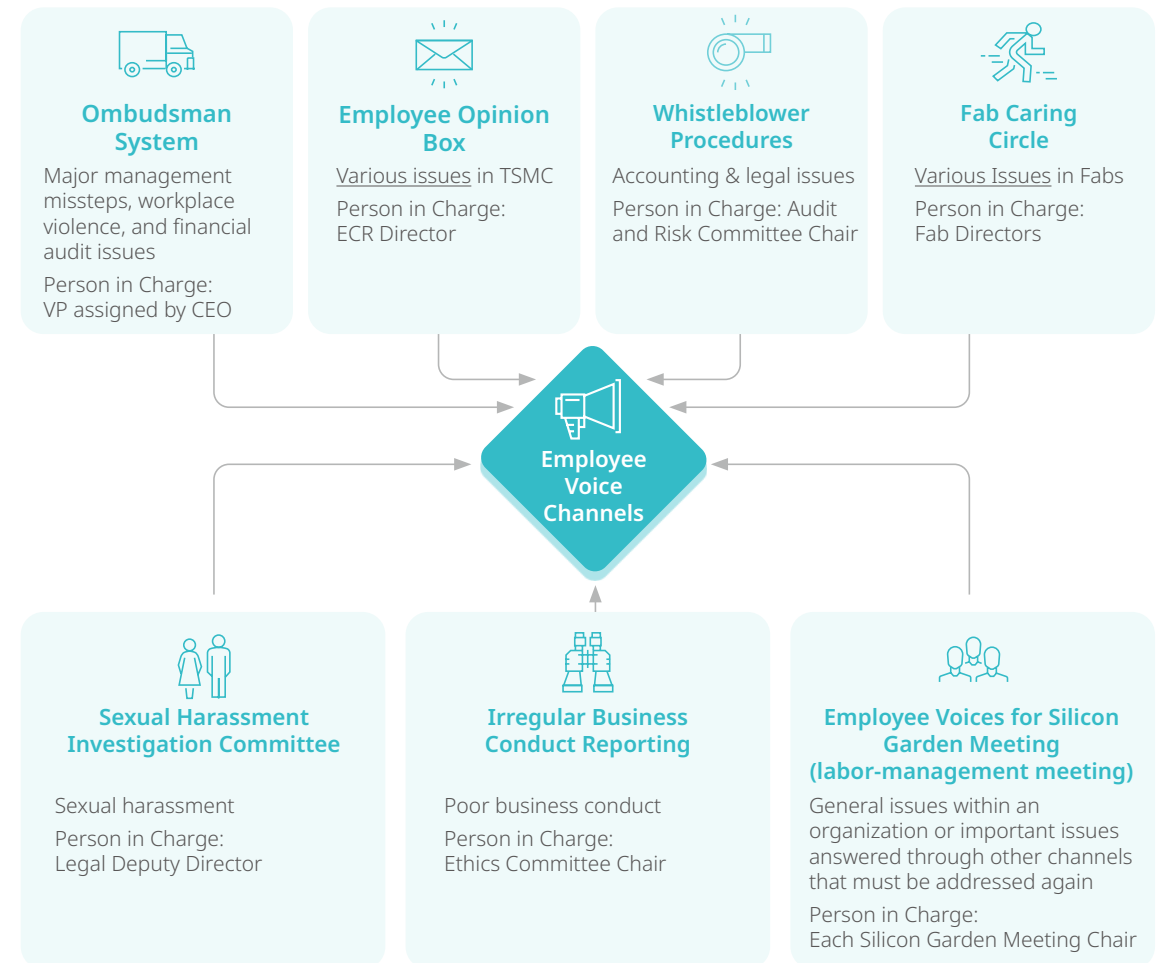 Ombudsman
System
Major management
missteps, workplace
violence, and financial
audit issues
Person in Charge:
VP assigned by CEO
Employee Opinion
Box
Various issues in TSMC
Person in Charge:
ECR Director
Whistleblower
Procedures
Accounting & legal issues
Person in Charge: Audit
and Risk Committee Chair
Fab Caring
Circle
Various Issues in Fabs
Person in Charge:
Fab Directors
Employee
Voice
Channels
Sexual Harassment
Investigation Committee
Sexual harassment
Person in Charge:
Legal Deputy Director
Irregular Business
Conduct Reporting
Poor business conduct
Person in Charge:
Ethics Committee Chair
Employee Voices for Silicon
Garden Meeting
(labor-management meeting)
General issues within an
organization or important issues
answered through other channels
that must be addressed again
Person in Charge:
Each Silicon Garden Meeting Chair